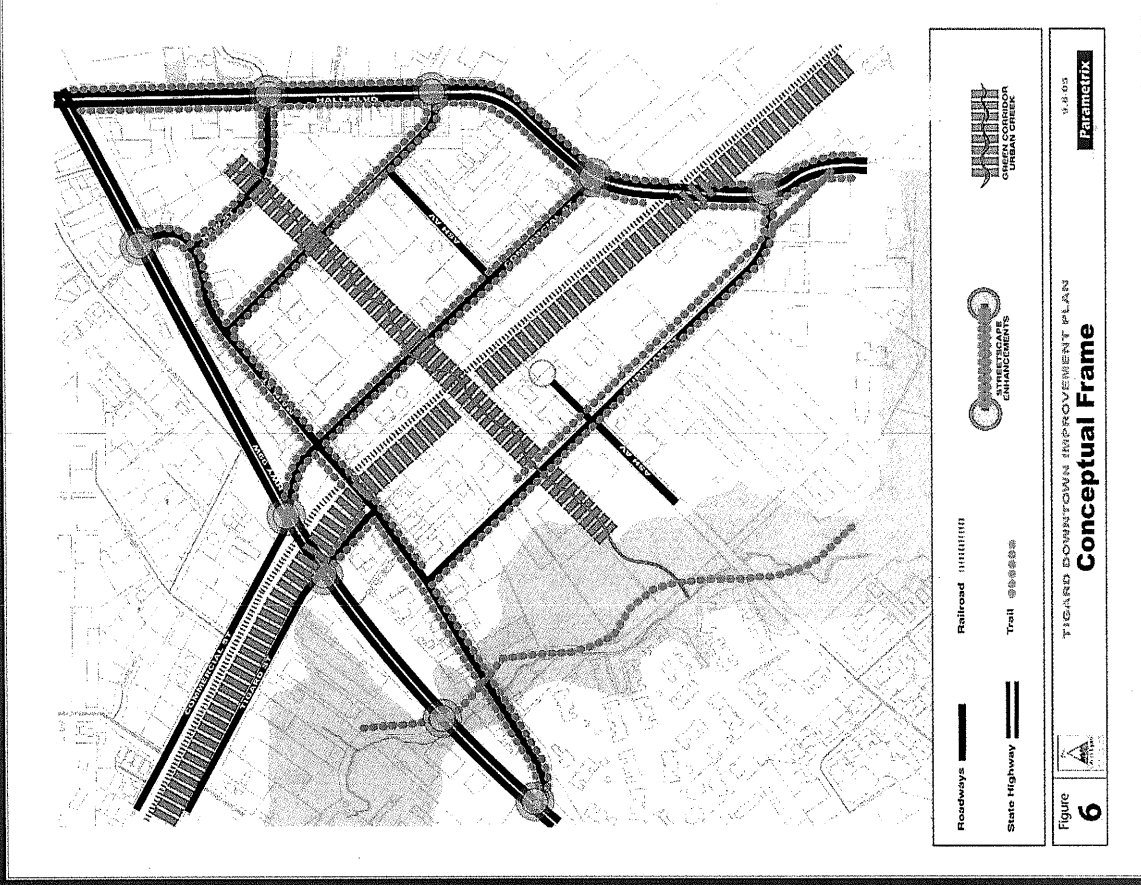 HALL BLVD
ASH AV
HWY 99W
ASH AV
COMMERCIAL ST
TIGARD ST
Roadways
Railroad
State Highway
Trail
STREETSCAPE
ENHANCEMENTS
GREEN CORRIDOR
URBAN CREEK
Figure
6
TIGARD DOWNTOWN IMPROVEMENT PLAN
Conceptual Frame
9.8.05
Parametrix